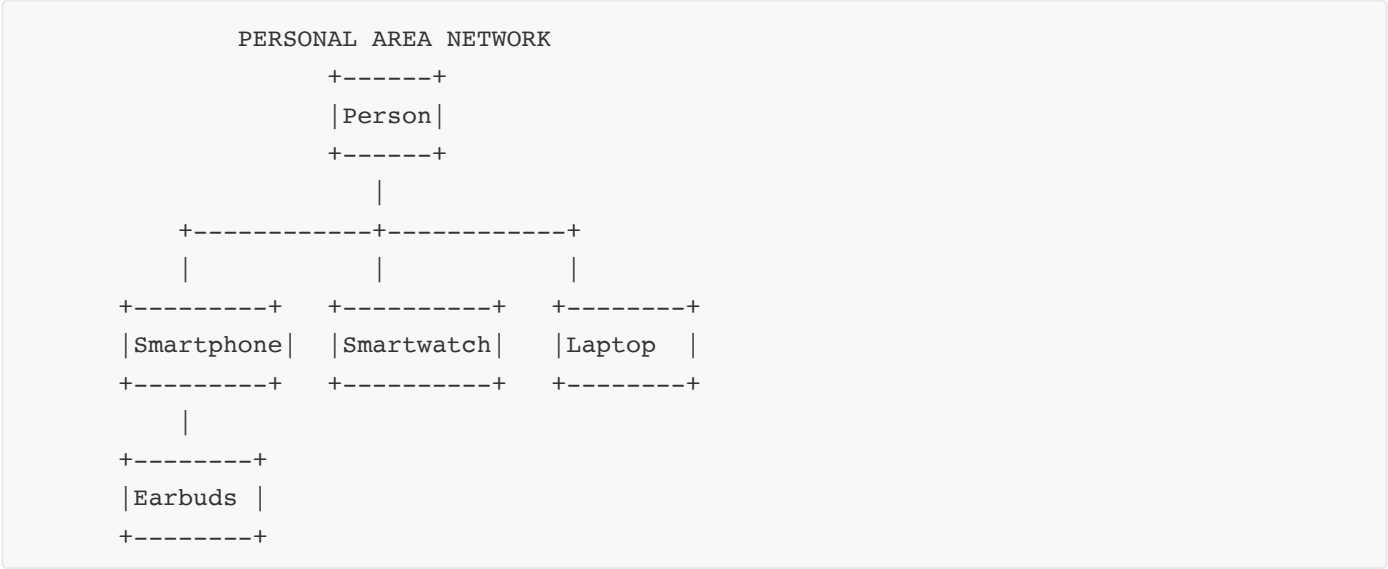 PERSONAL AREA NETWORK
+------+
|Person|
+------+
|
+------------+------------+
| | |
+---------+ +----------+ +--------+
|Smartphone| |Smartwatch| |Laptop |
+---------+ +----------+ +--------+
|
+--------+
|Earbuds |
+--------+